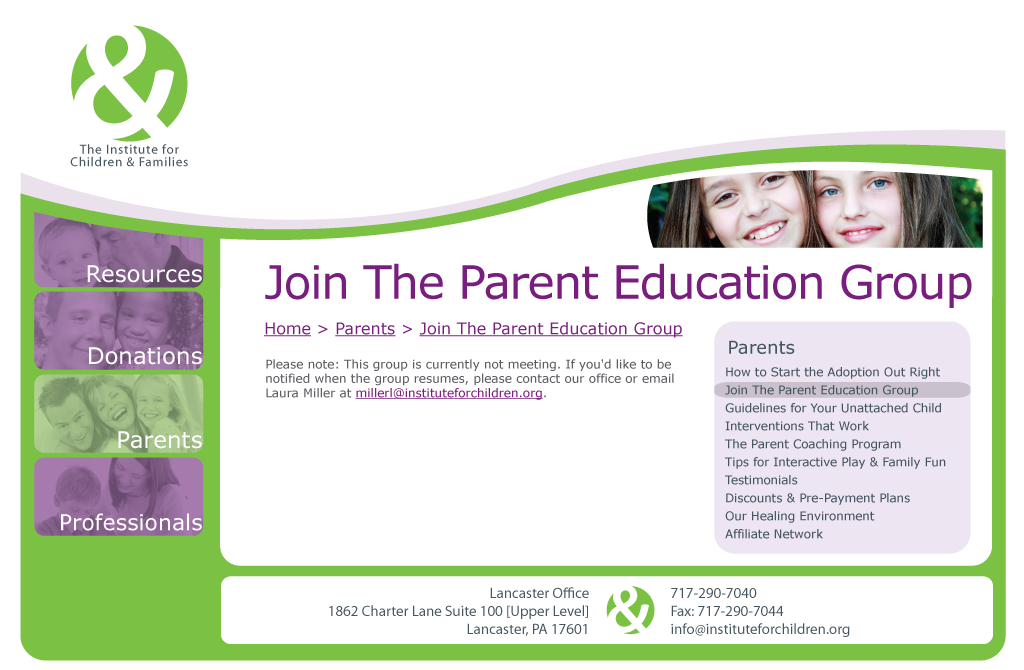 The Institute for
Children & Families
Resources
Donations
Parents
Professionals
Join The Parent Education Group
Home > Parents > Join The Parent Education Group
Please note: This group is currently not meeting. If you'd like to be
notified when the group resumes, please contact our office or email
Laura Miller at millerl@instituteforchildren.org.
Parents
How to Start the Adoption Out Right
Join The Parent Education Group
Guidelines for Your Unattached Child
Interventions That Work
The Parent Coaching Program
Tips for Interactive Play & Family Fun
Testimonials
Discounts & Pre-Payment Plans
Our Healing Environment
Affiliate Network
Lancaster Office
1862 Charter Lane Suite 100 [Upper Level]
Lancaster, PA 17601
&
717-290-7040
Fax: 717-290-7044
info@instituteforchildren.org